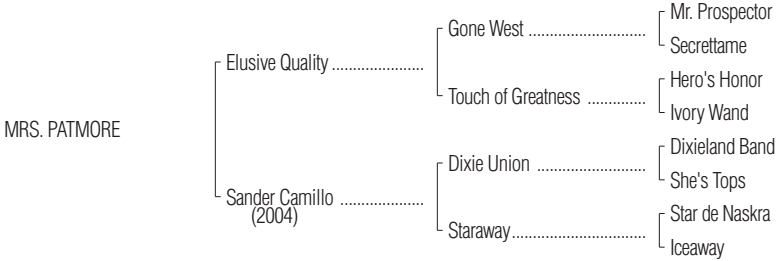 Mr. Prospector
Gone West ..............................
Secrettame
Elusive Quality ......................
Hero's Honor
Touch of Greatness ...............
Ivory Wand
MRS. PATMORE
Dixieland Band
Dixie Union ............................
She's Tops
Sander Camillo ....................
(2004)
Star de Naskra
Staraway..................................
Iceaway